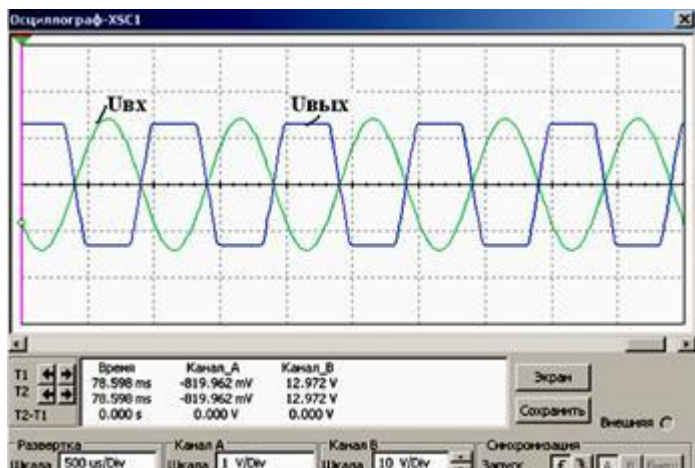 Осциллограф-XSC1
Uвх
Uвых
Время Канал_А Канал_В
T1 78.598 ms -819.962 mV 12.972 V
T2 78.598 ms -819.962 mV 12.972 V
T2-T1 0.000 s 0.000 V 0.000 V
Экран
Сохранить
Внешняя
Развертка Канал А Канал В Синхронизация
Шкала 500 us/Div Шкала 1 V/Div Шкала 10 V/Div Запуск